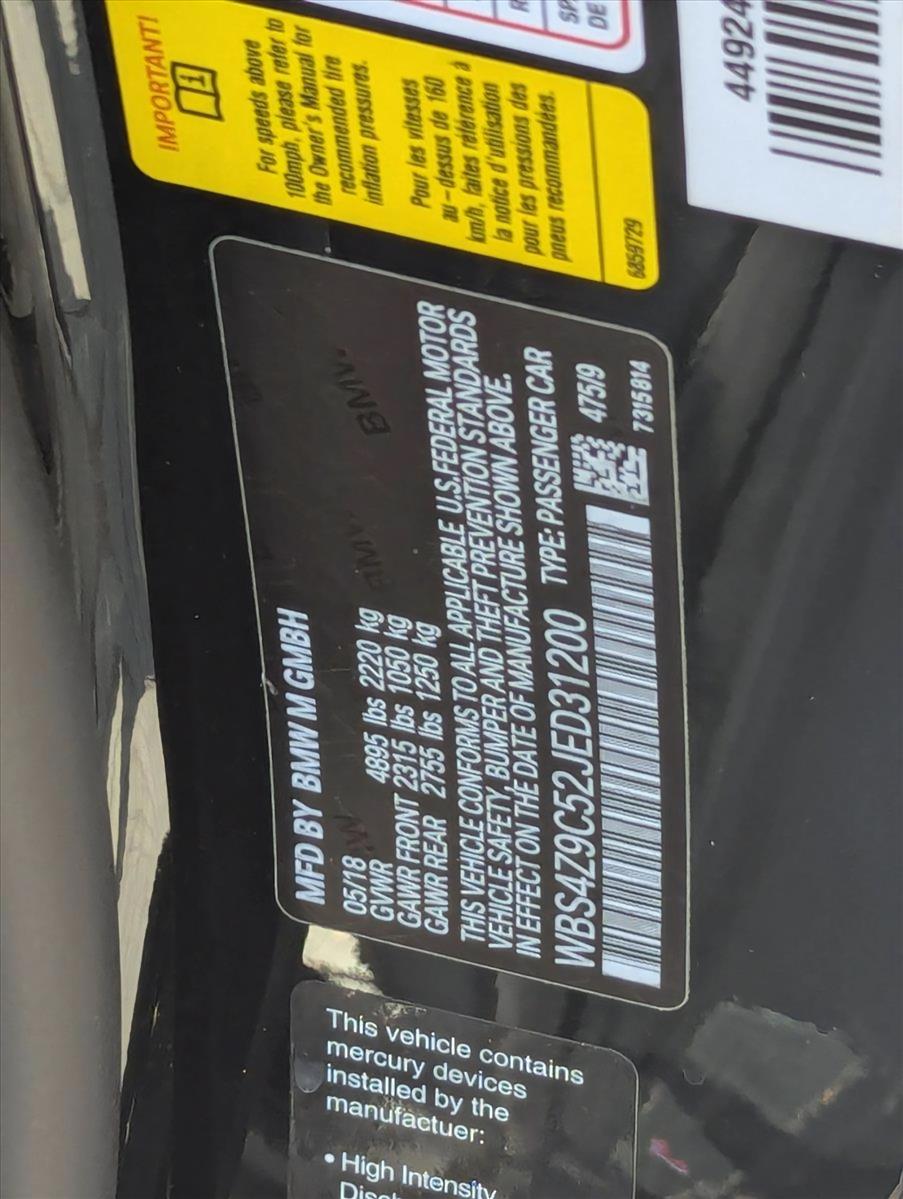 IMPORTANT!
For speeds above
100mph, please refer to
the Owner's Manual for
recommended tire
inflation pressures.
Pour les vitesses
au-dessus de 160
km/h, faites référence à
la notice d'utilisation
pour les pressions des
pneus recommandées.
6859729
SP
DE
44924
MFD BY BMW M GMBH
05/18
GVWR 4895 lbs 2220 kg
GAWR FRONT 2315 lbs 1050 kg
GAWR REAR 2755 lbs 1250 kg
THIS VEHICLE CONFORMS TO ALL APPLICABLE U.S. FEDERAL MOTOR
VEHICLE SAFETY, BUMPER AND THEFT PREVENTION STANDARDS
IN EFFECT ON THE DATE OF MANUFACTURE SHOWN ABOVE.
WBS4Z9C52JED31200 TYPE: PASSENGER CAR
475/9
7315814
BMW
BMW
This vehicle contains
mercury devices
installed by the
manufactuer:
• High Intensity